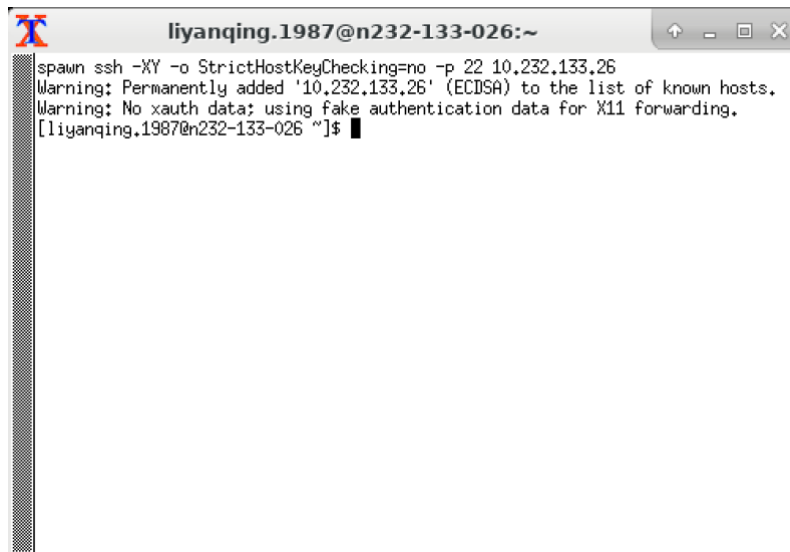 liyanqing.1987@n232-133-026:~
spawn ssh -XY -o StrictHostKeyChecking=no -p 22 10.232.133.26
Warning: Permanently added '10.232.133.26' (ECDSA) to the list of known hosts.
Warning: No xauth data; using fake authentication data for X11 forwarding.
[liyanqing.1987@n232-133-026 ~]$